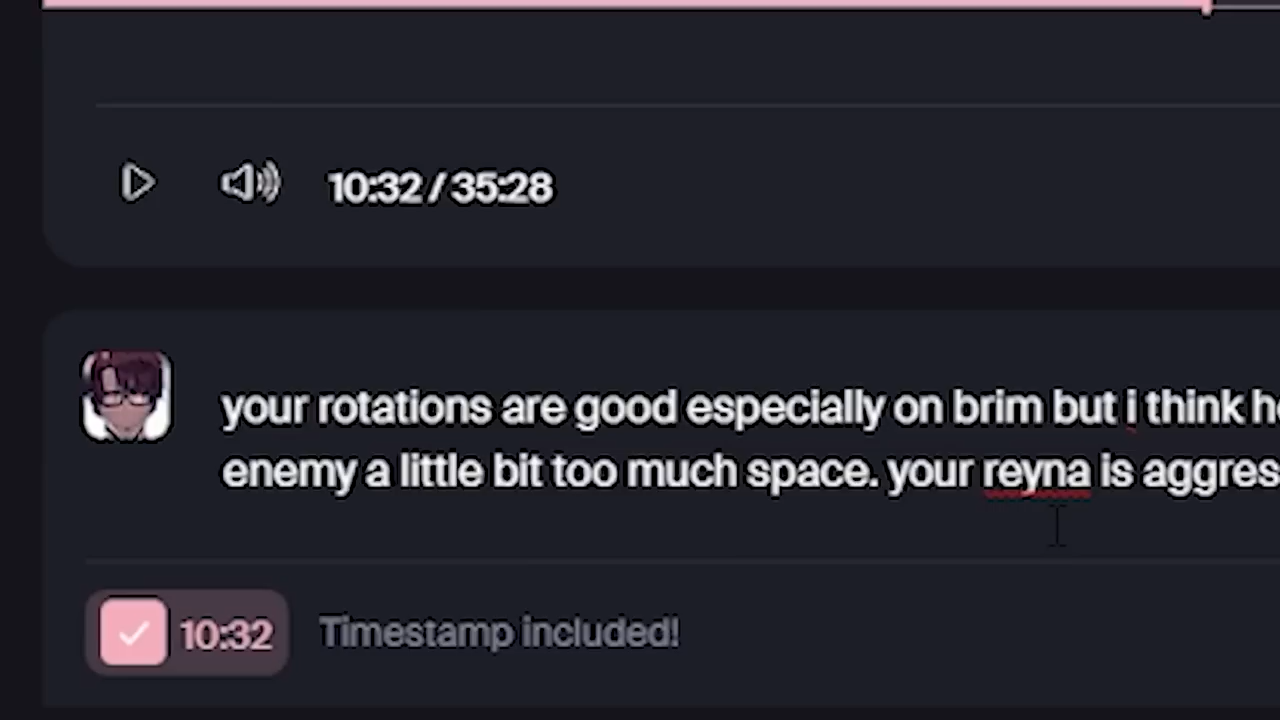 10:32 / 35:28
your rotations are good especially on brim but i think
enemy a little bit too much space. your reyna is
10:32
Timestamp included!